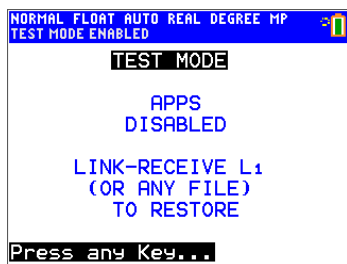 NORMAL FLOAT AUTO REAL DEGREE MP
TEST MODE ENABLED
TEST MODE
APPS
DISABLED
LINK-RECEIVE L₁
(OR ANY FILE)
TO RESTORE
Press any Key...